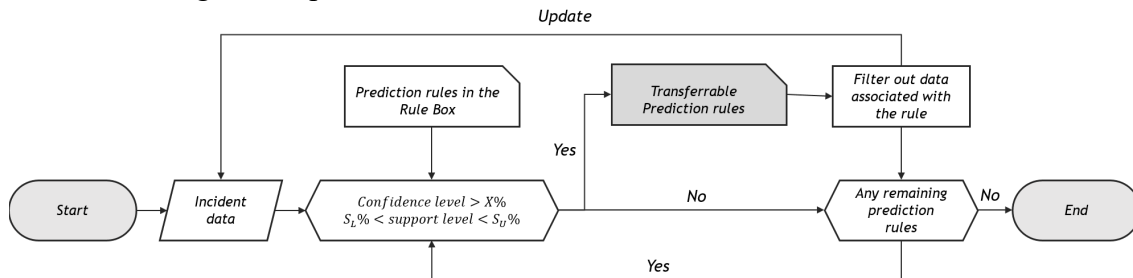 Update
Prediction rules in the
Rule Box
Transferrable
Prediction rules
Filter out data
associated with
the rule
Yes
Start
Incident
data
Confidence level > X%
S_L% < support level < S_U%
No
Any remaining
prediction
rules
No
End
Yes